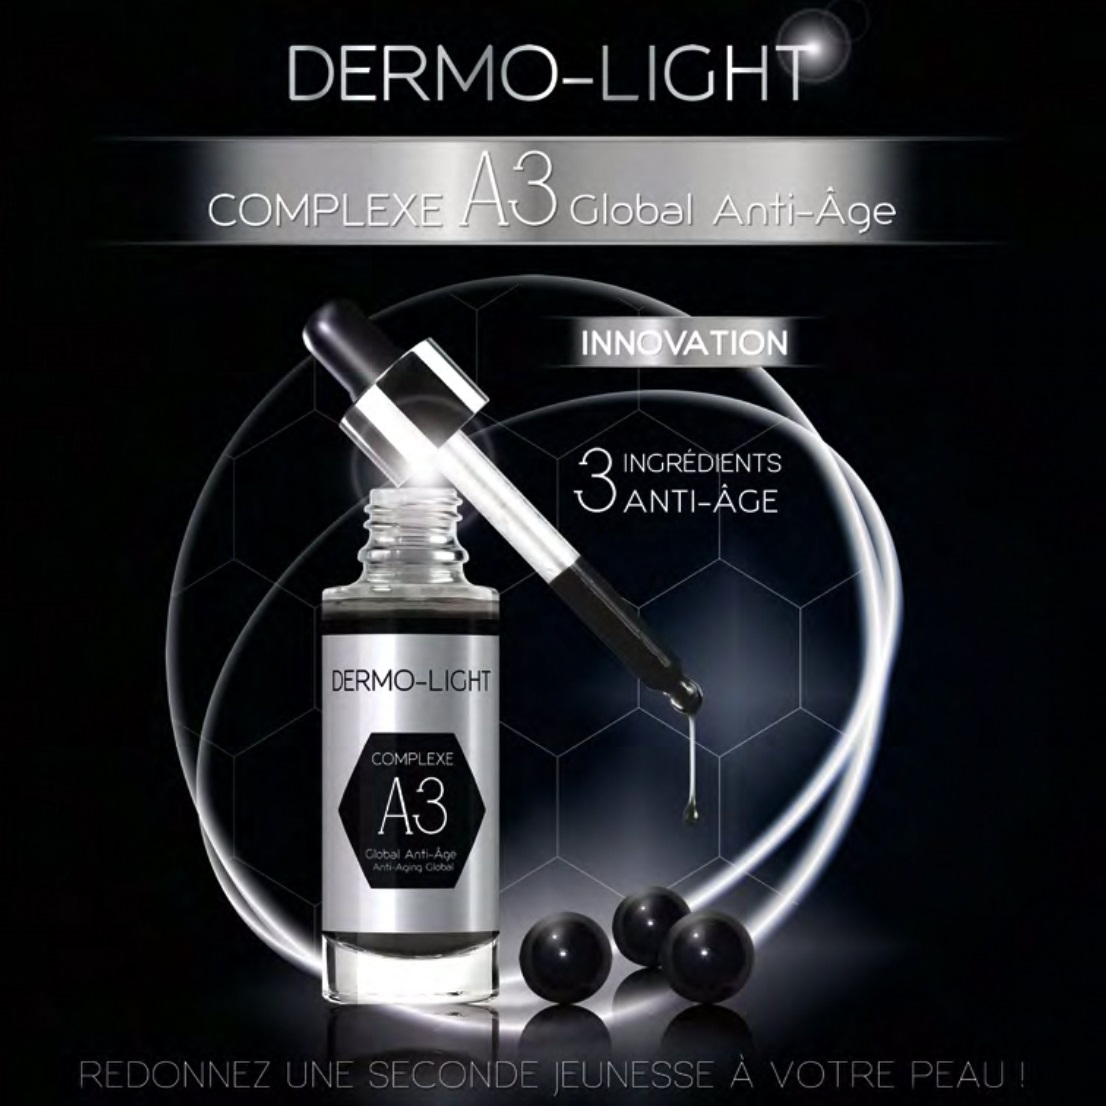 DERMO-LIGHT
COMPLEXE A3 Global Anti-Âge
INNOVATION
3 INGRÉDIENTS
ANTI-ÂGE
DERMO-LIGHT
COMPLEXE
A3
Global Anti-Âge
Anti-Aging Global
REDONNEZ UNE SECONDE JEUNESSE À VOTRE PEAU !